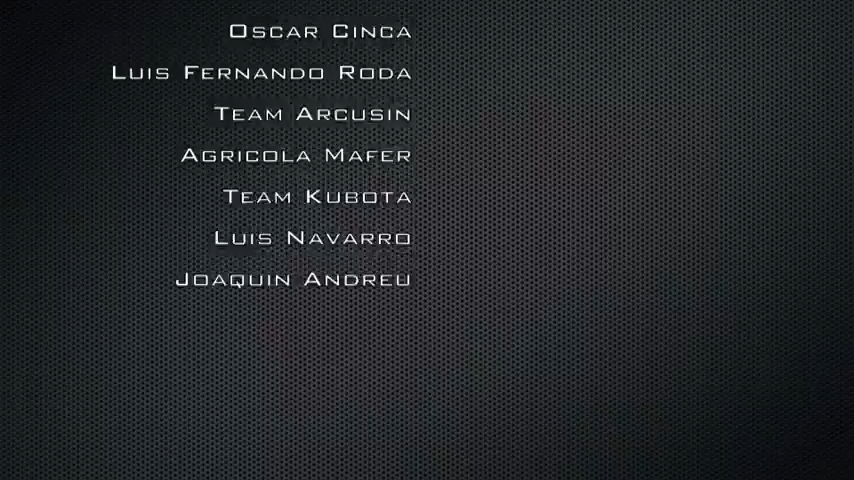 Oscar Cinca
Luis Fernando Roda
Team Arcusin
Agricola Mafer
Team Kubota
Luis Navarro
Joaquin Andreu